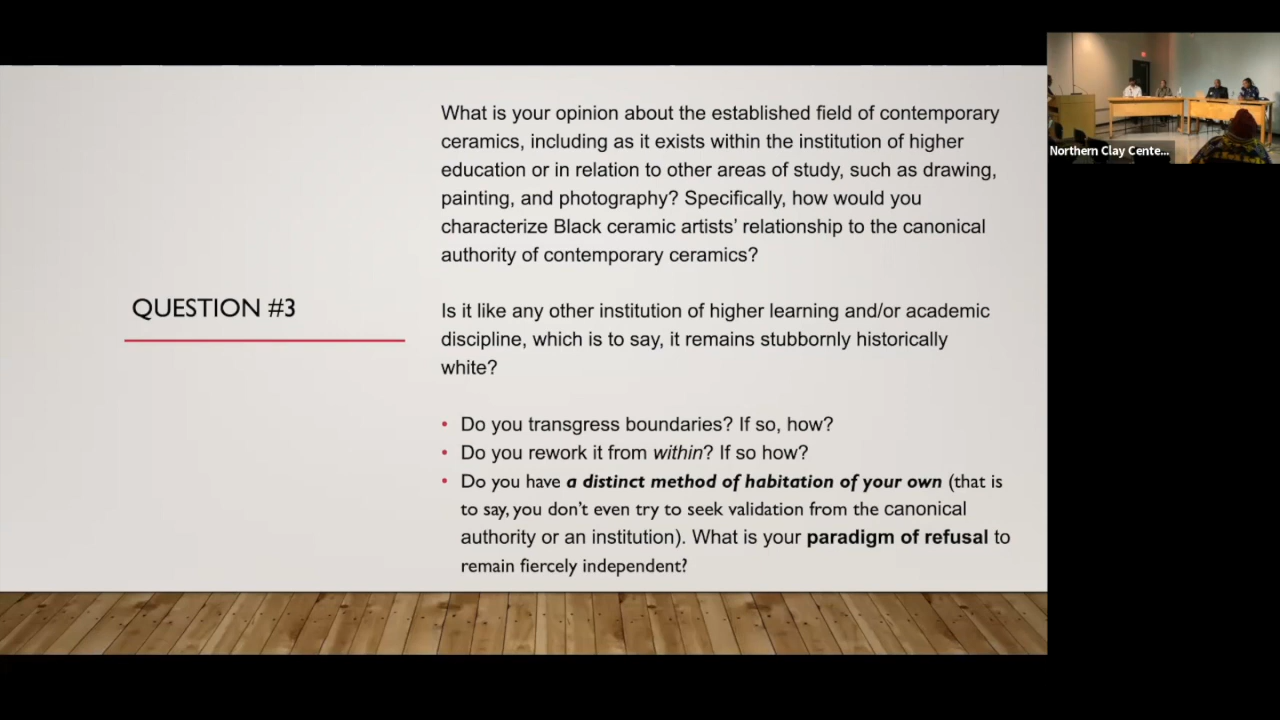 What is your opinion about the established field of contemporary
ceramics, including as it exists within the institution of higher
education or in relation to other areas of study, such as drawing,
painting, and photography? Specifically, how would you
characterize Black ceramic artists' relationship to the canonical
authority of contemporary ceramics?
QUESTION #3
Is it like any other institution of higher learning and/or academic
discipline, which is to say, it remains stubbornly historically
white?
• Do you transgress boundaries? If so, how?
• Do you rework it from within? If so how?
• Do you have a distinct method of habitation of your own (that is
to say, you don't even try to seek validation from the canonical
authority or an institution). What is your paradigm of refusal to
remain fiercely independent?
Northern Clay Cente...